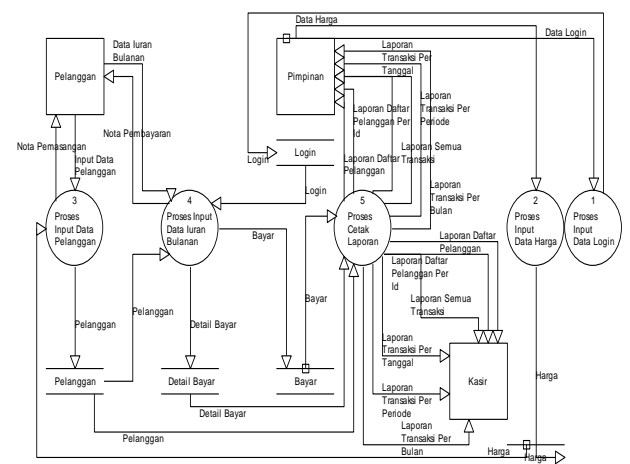 Data Harga
Data Login
Data Iuran
Bulanan
Pelanggan
Pimpinan
Laporan
Transaksi Per
Tanggal
Laporan
Transaksi Per
Periode
Laporan Daftar
Pelanggan Per
Id
Nota Pembayaran
Nota Pemasangan
Input Data
Pelanggan
Login
Login
Laporan Daftar
Pelanggan
Laporan Semua
Transaksi
Login
Laporan
Transaksi Per
Bulan
3
Proses
Input Data
Pelanggan
4
Proses Input
Data Iuran
Bulanan
5
Proses
Cetak
Laporan
2
Proses
Input
Data Harga
1
Proses
Input
Data Login
Bayar
Laporan Daftar
Pelanggan
Laporan Daftar
Pelanggan Per
Id
Laporan Semua
Transaksi
Pelanggan
Pelanggan
Detail Bayar
Bayar
Laporan
Transaksi Per
Tanggal
Pelanggan
Detail Bayar
Bayar
Kasir
Harga
Laporan
Transaksi Per
Periode
Detail Bayar
Pelanggan
Laporan
Transaksi Per
Bulan
Harga
Harga